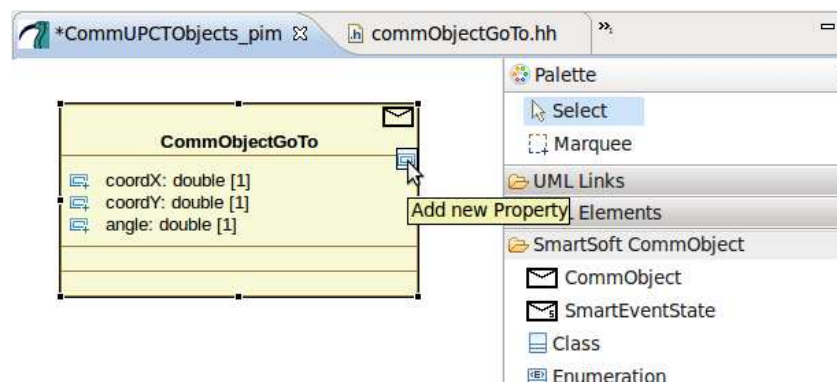 *CommUPCTObjects_pim
commObjectGoTo.hh
Palette
Select
Marquee
UML Links
Elements
SmartSoft CommObject
CommObject
SmartEventState
Class
Enumeration
CommObjectGoTo
coordX: double [1]
coordY: double [1]
angle: double [1]
Add new Property